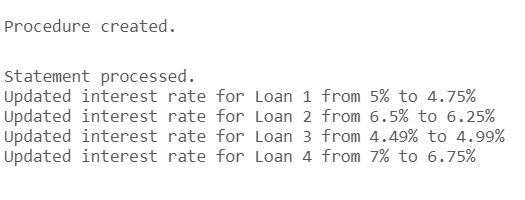 Procedure created.
Statement processed.
Updated interest rate for Loan 1 from 5% to 4.75%
Updated interest rate for Loan 2 from 6.5% to 6.25%
Updated interest rate for Loan 3 from 4.49% to 4.99%
Updated interest rate for Loan 4 from 7% to 6.75%